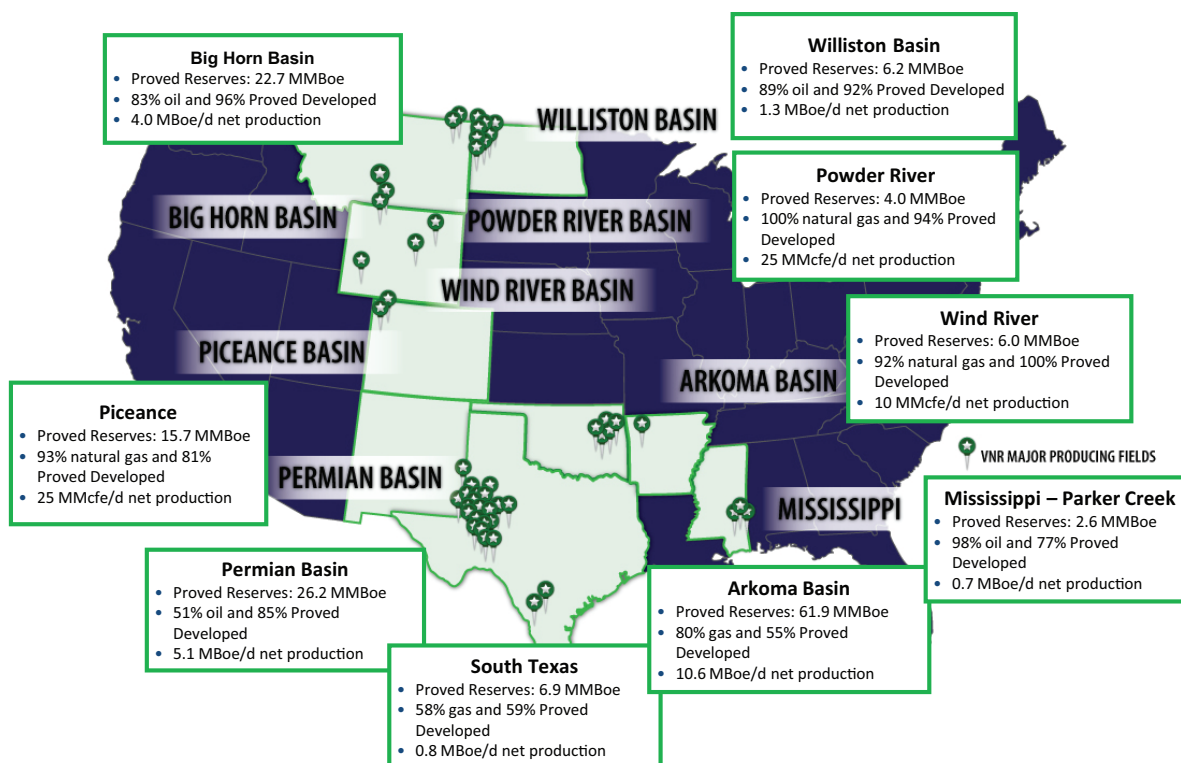 Big Horn Basin
• Proved Reserves: 22.7 MMBoe
• 83% oil and 96% Proved Developed
• 4.0 MBoe/d net production
Williston Basin
• Proved Reserves: 6.2 MMBoe
• 89% oil and 92% Proved Developed
• 1.3 MBoe/d net production
WILLISTON BASIN
Powder River
• Proved Reserves: 4.0 MMBoe
• 100% natural gas and 94% Proved
Developed
• 25 MMcfe/d net production
BIG HORN BASIN
POWDER RIVER BASIN
WIND RIVER BASIN
Wind River
• Proved Reserves: 6.0 MMBoe
• 92% natural gas and 100% Proved
Developed
• 10 MMcfe/d net production
PICEANCE BASIN
ARKOMA BASIN
Piceance
• Proved Reserves: 15.7 MMBoe
• 93% natural gas and 81%
Proved Developed
• 25 MMcfe/d net production
PERMIAN BASIN
VNR MAJOR PRODUCING FIELDS
MISSISSIPPI
Mississippi – Parker Creek
• Proved Reserves: 2.6 MMBoe
• 98% oil and 77% Proved
Developed
• 0.7 MBoe/d net production
Permian Basin
• Proved Reserves: 26.2 MMBoe
• 51% oil and 85% Proved
Developed
• 5.1 MBoe/d net production
Arkoma Basin
• Proved Reserves: 61.9 MMBoe
• 80% gas and 55% Proved
Developed
• 10.6 MBoe/d net production
South Texas
• Proved Reserves: 6.9 MMBoe
• 58% gas and 59% Proved
Developed
• 0.8 MBoe/d net production